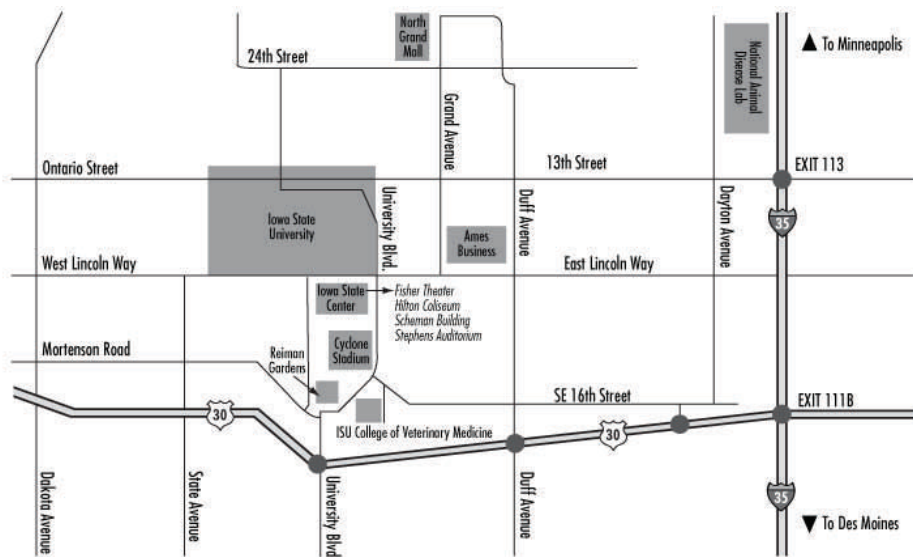 North
Grand
Mall
24th Street
Grand Avenue
National Animal
Disease Lab
To Minneapolis
Ontario Street
13th Street
EXIT 113
Iowa State
University
University Blvd.
Duff Avenue
Dayton Avenue
35
Ames
Business
West Lincoln Way
East Lincoln Way
Iowa State
Center
Fisher Theater
Hilton Coliseum
Scheman Building
Stephens Auditorium
Mortenson Road
Reiman
Gardens
Cyclone
Stadium
SE 16th Street
EXIT 111B
30
ISU College of Veterinary Medicine
30
Dakota Avenue
State Avenue
University Blvd.
Duff Avenue
35
To Des Moines